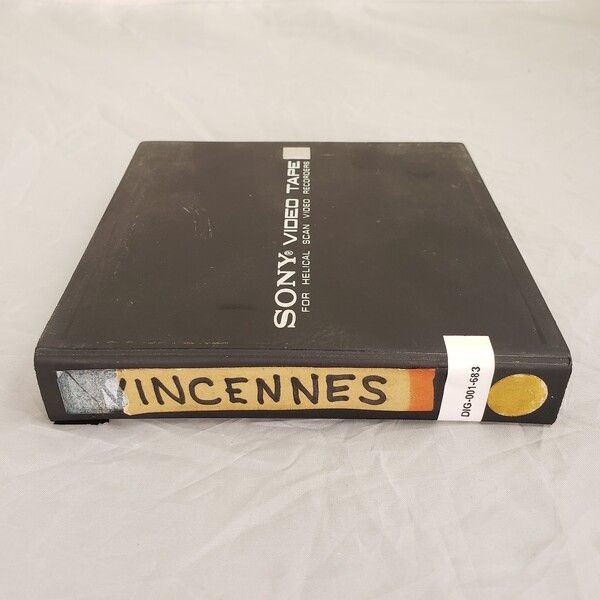 SONY® VIDEO TAPE
FOR HELICAL SCAN VIDEO RECORDERS
VINCENNES
DIG-001-683